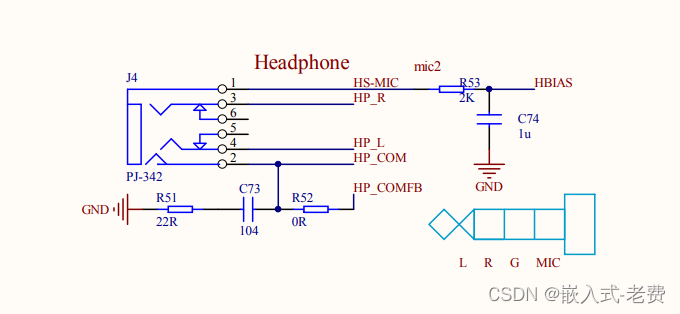 Headphone
mic2
J4
1
HS-MIC
R53
HBIAS
3
HP_R
2K
6
C74
5
1u
4
HP_L
2
HP_COM
PJ-342
GND
C73
HP_COMFB
R51
R52
GND
22R
104
0R
L R G MIC
CSDN @嵌入式-老费